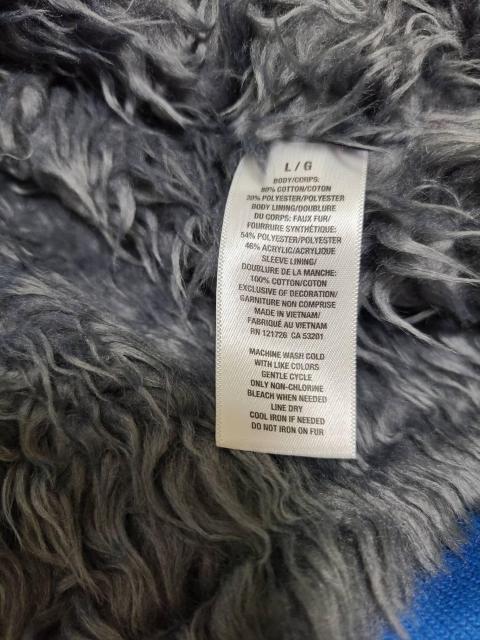 L / G
BODY/CORPS:
80% COTTON/COTON
20% POLYESTER/POLYESTER
BODY LINING/DOUBLURE
DU CORPS: FAUX FUR/
FOURRURE SYNTHÉTIQUE:
54% POLYESTER/POLYESTER
46% ACRYLIC/ACRYLIQUE
SLEEVE LINING/
DOUBLURE DE LA MANCHE:
100% COTTON/COTON
EXCLUSIVE OF DECORATION/
GARNITURE NON COMPRISE
MADE IN VIETNAM/
FABRIQUÉ AU VIETNAM
RN 121726 CA 53201
MACHINE WASH COLD
WITH LIKE COLORS
GENTLE CYCLE
ONLY NON-CHLORINE
BLEACH WHEN NEEDED
LINE DRY
COOL IRON IF NEEDED
DO NOT IRON ON FUR